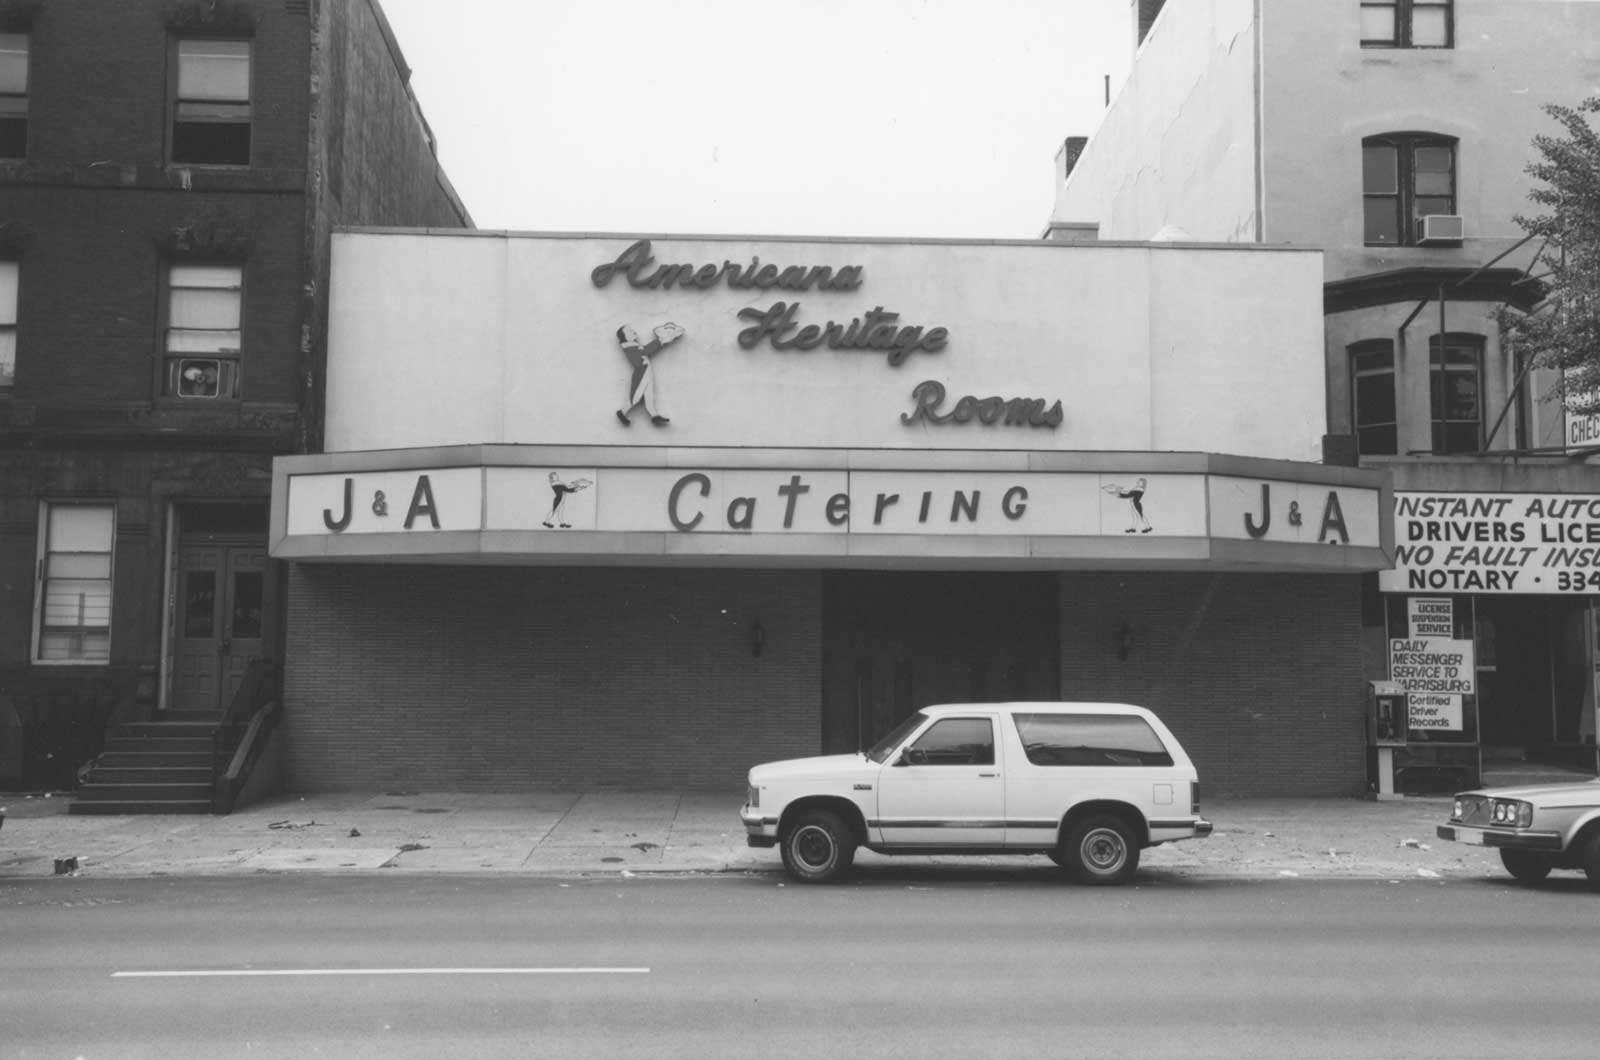 Americana
Heritage
Rooms
J & A
Catering
J & A
CHEC
INSTANT AUTO
DRIVERS LICE
NO FAULT INSU
NOTARY · 334
LICENSE
SUSPENSION
SERVICE
DAILY
MESSENGER
SERVICE TO
HARRISBURG
Certified
Driver
Records